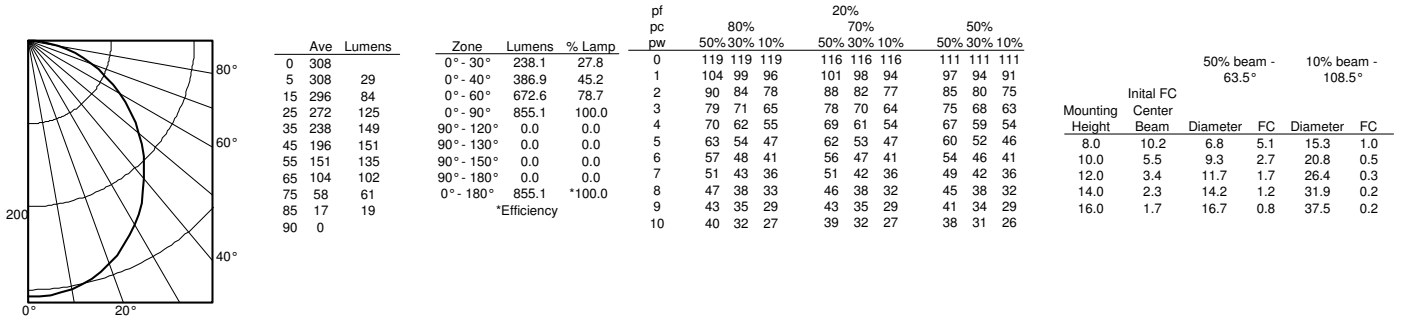 80°
60°
200
40°
0° 20°
Ave Lumens
0 308
5 308 29
15 296 84
25 272 125
35 238 149
45 196 151
55 151 135
65 104 102
75 58 61
85 17 19
90 0
Zone Lumens % Lamp
0°- 30° 238.1 27.8
0°- 40° 386.9 45.2
0°- 60° 672.6 78.7
0°- 90° 855.1 100.0
90°- 120° 0.0 0.0
90°- 130° 0.0 0.0
90°- 150° 0.0 0.0
90°- 180° 0.0 0.0
0°- 180° 855.1 *100.0
*Efficiency
pf 20%
pc 80% 70% 50%
pw 50% 30% 10% 50% 30% 10% 50% 30% 10%
0 119 119 119 116 116 116 111 111 111
1 104 99 96 101 98 94 97 94 91
2 90 84 78 88 82 77 85 80 75
3 79 71 65 78 70 64 75 68 63
4 70 62 55 69 61 54 67 59 54
5 63 54 47 62 53 47 60 52 46
6 57 48 41 56 47 41 54 46 41
7 51 43 36 51 42 36 49 42 36
8 47 38 33 46 38 32 45 38 32
9 43 35 29 43 35 29 41 34 29
10 40 32 27 39 32 27 38 31 26
50% beam - 10% beam -
63.5° 108.5°
Inital FC
Mounting Center
Height Beam Diameter FC Diameter FC
8.0 10.2 6.8 5.1 15.3 1.0
10.0 5.5 9.3 2.7 20.8 0.5
12.0 3.4 11.7 1.7 26.4 0.3
14.0 2.3 14.2 1.2 31.9 0.2
16.0 1.7 16.7 0.8 37.5 0.2